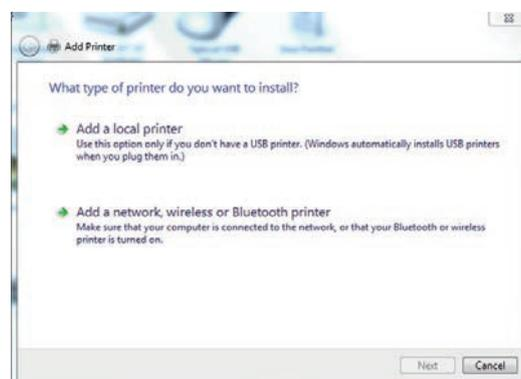 Add Printer
What type of printer do you want to install?
Add a local printer
Use this option only if you don't have a USB printer. (Windows automatically installs USB printers
when you plug them in.)
Add a network, wireless or Bluetooth printer
Make sure that your computer is connected to the network, or that your Bluetooth or wireless
printer is turned on.
Next
Cancel